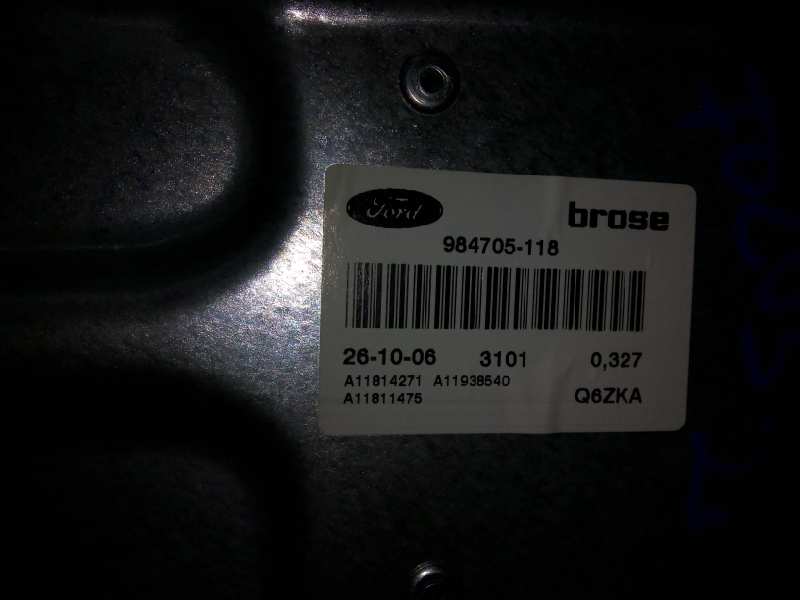 Ford brose
984705-118
26-10-06 3101 0,327
A11814271 A11938540
A11811475 Q6ZKA